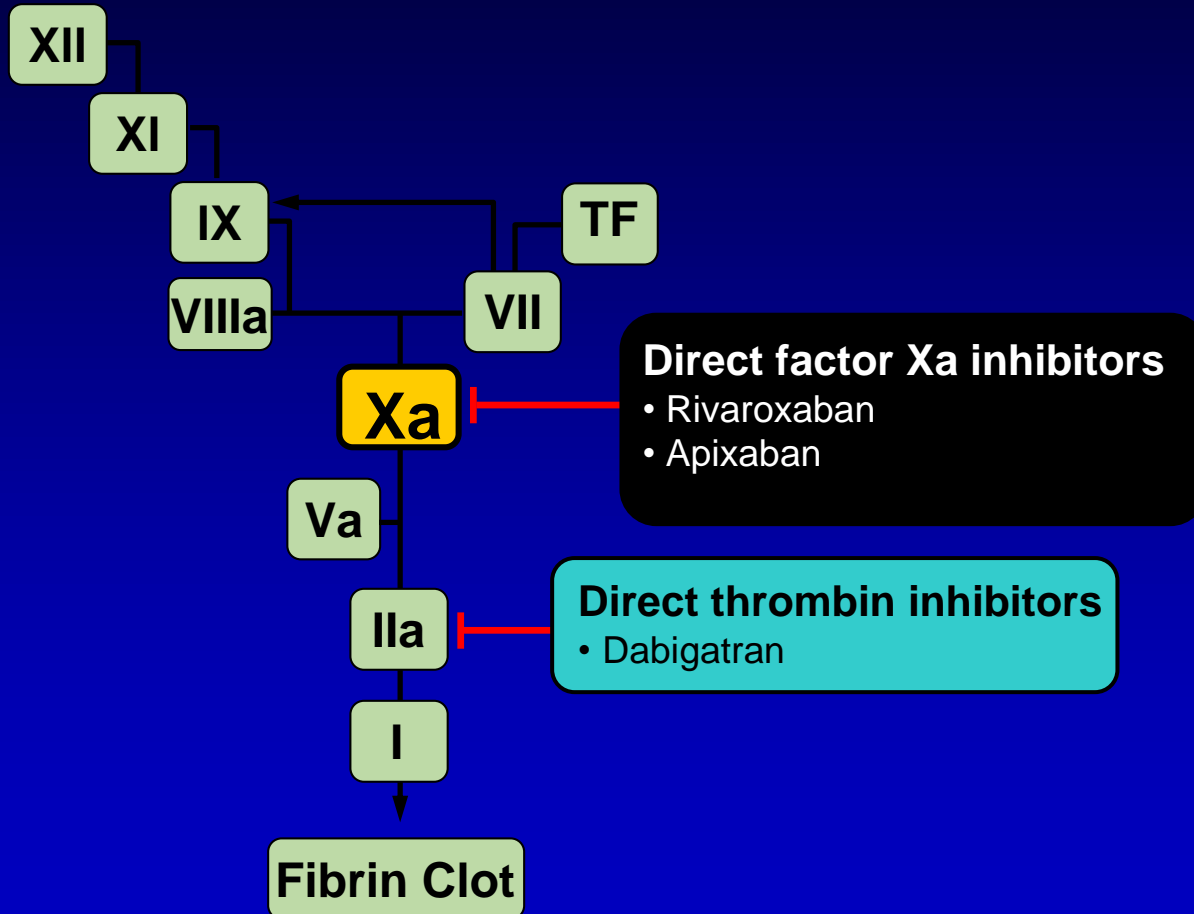 XII
XI
IX
TF
VIIIa
VII
Direct factor Xa inhibitors
• Rivaroxaban
• Apixaban
Xa
Va
Direct thrombin inhibitors
• Dabigatran
IIa
I
Fibrin Clot